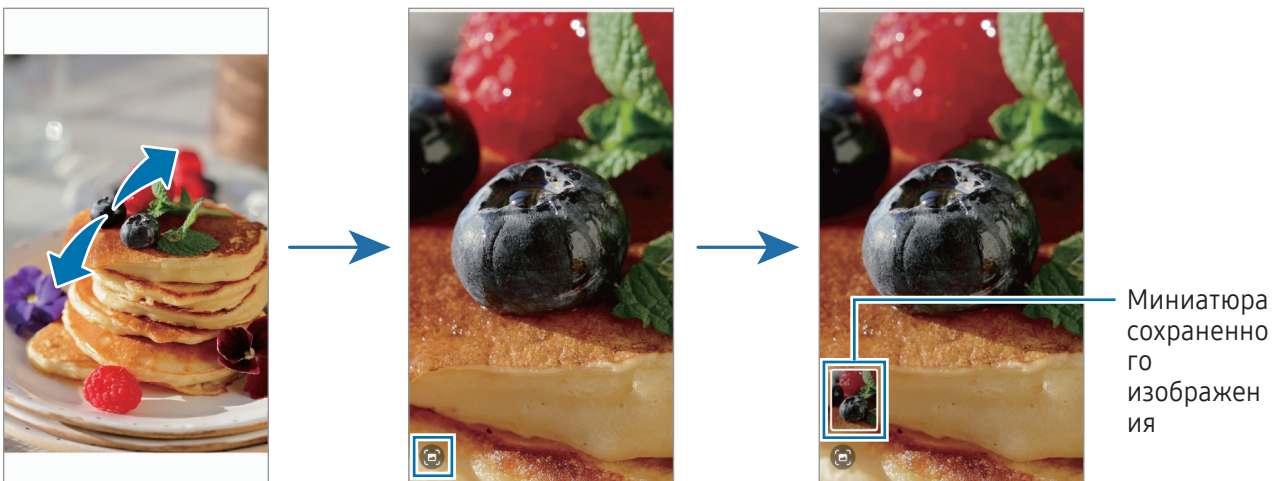 Миниатюра
сохраненно
го
изображен
ия